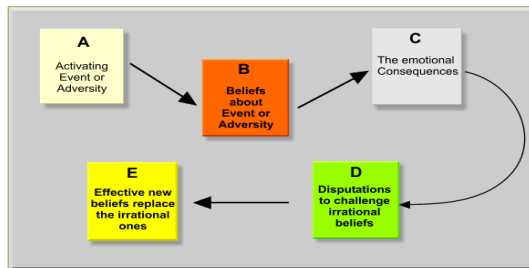 A
Activating
Event or
Adversity
B
Beliefs
about
Event or
Adversity
C
The emotional
Consequences
D
Disputations
to challenge
irrational
beliefs
E
Effective new
beliefs replace
the irrational
ones